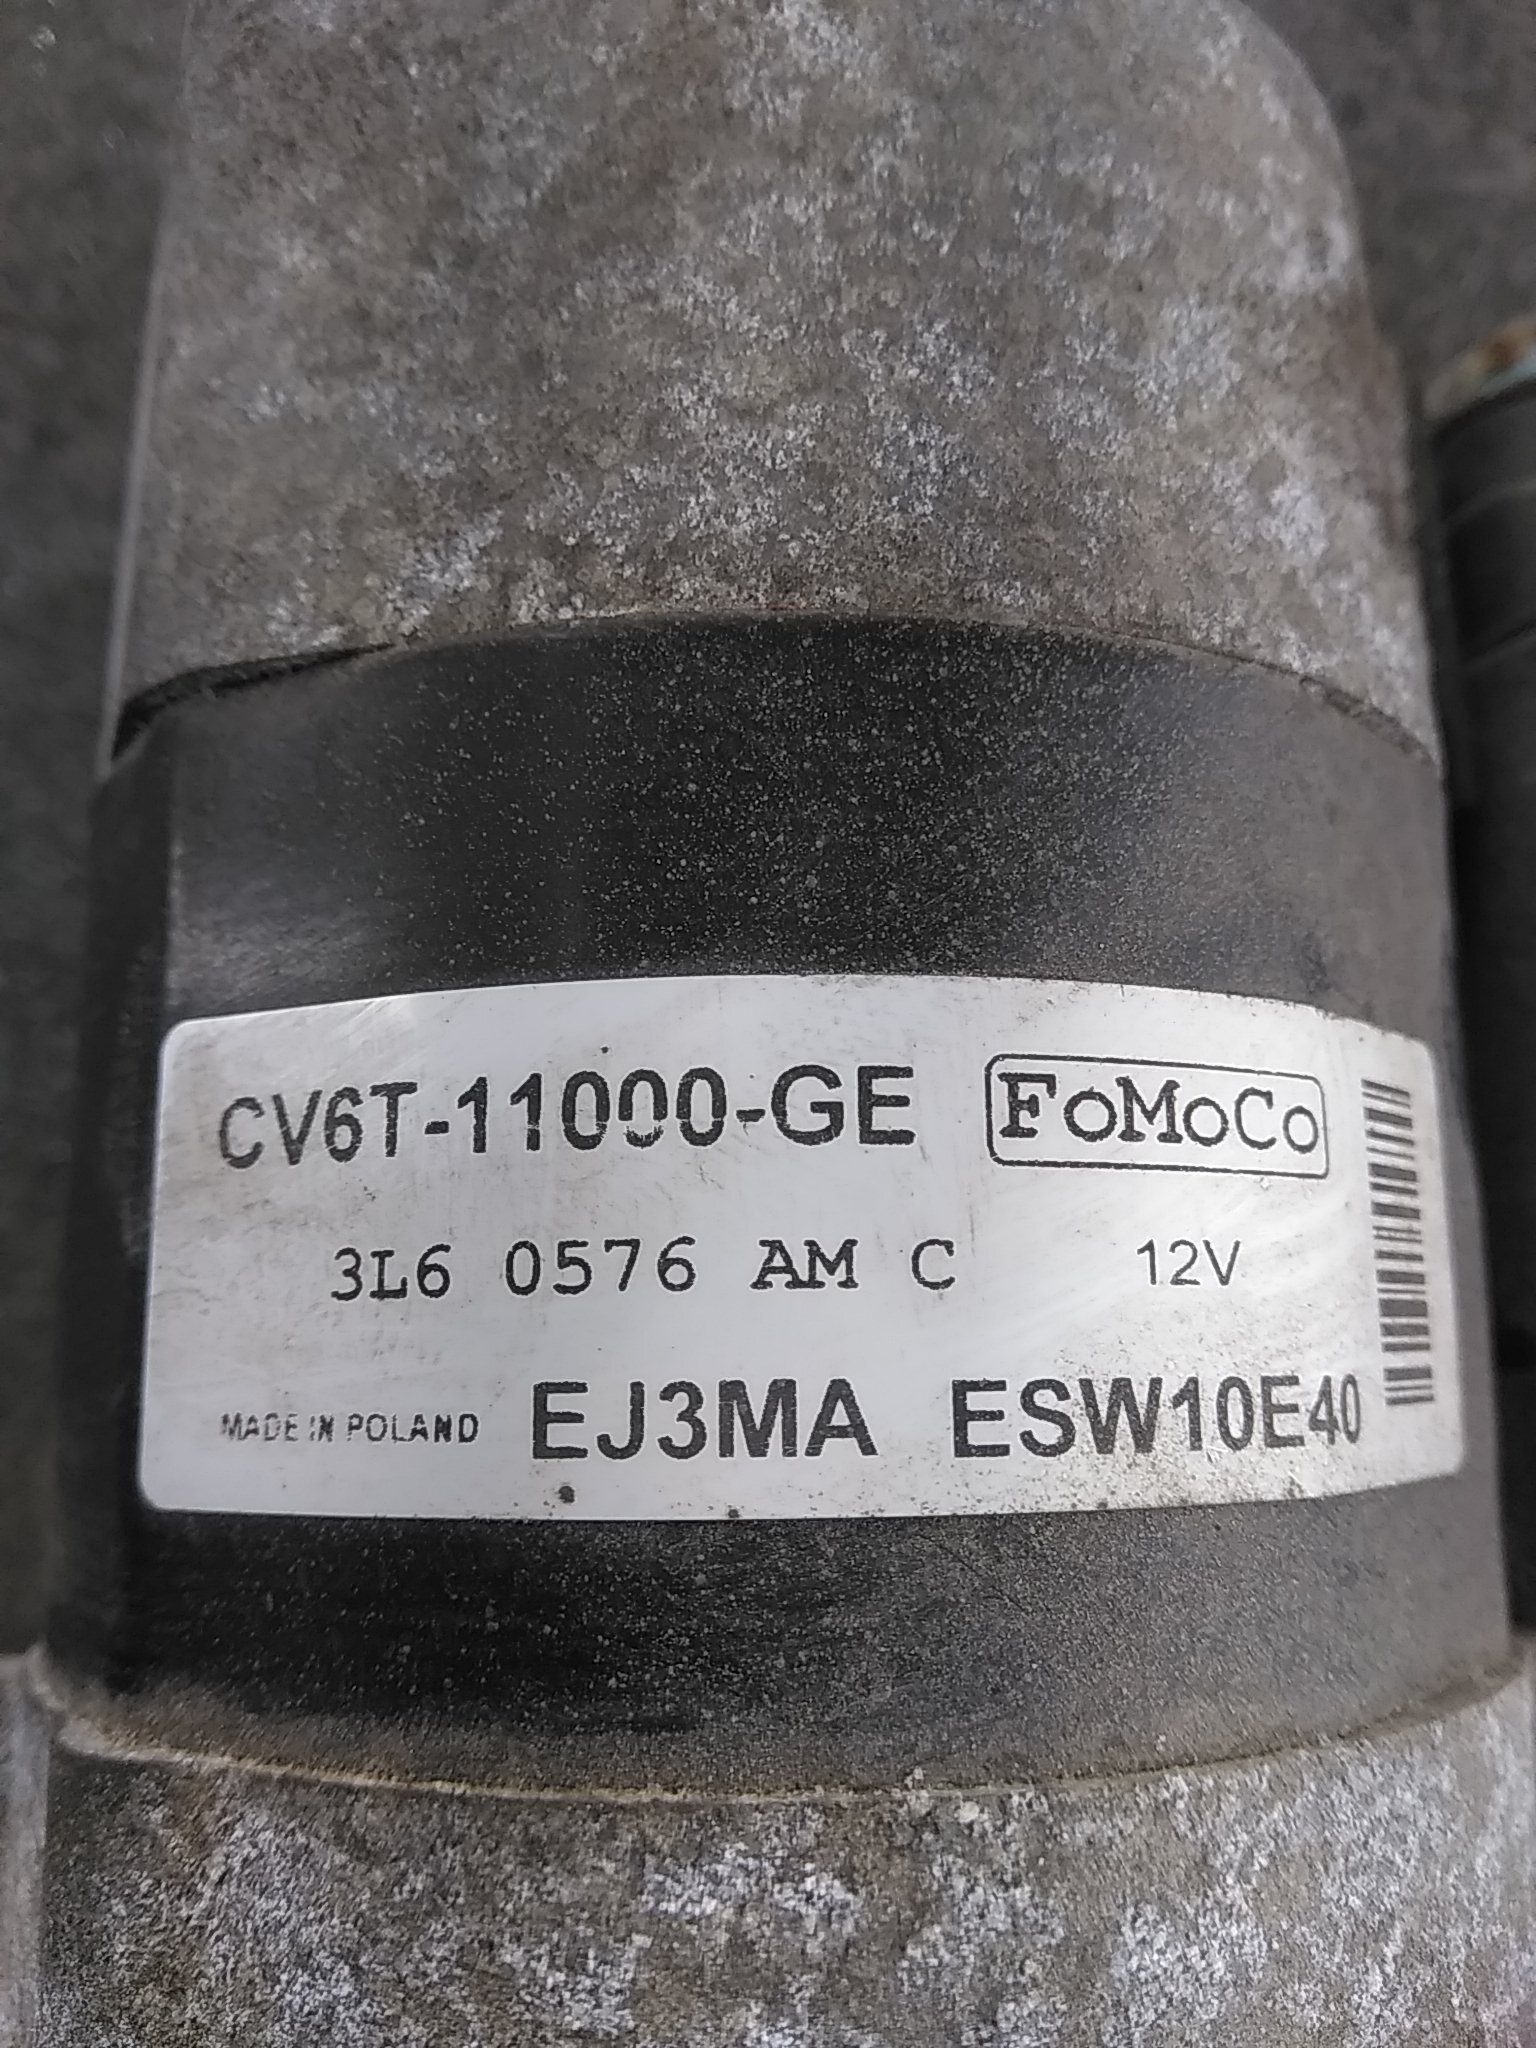 CV6T-11000-GE FoMoCo
3L6 0576 AM C 12V
MADE IN POLAND EJ3MA ESW10E40